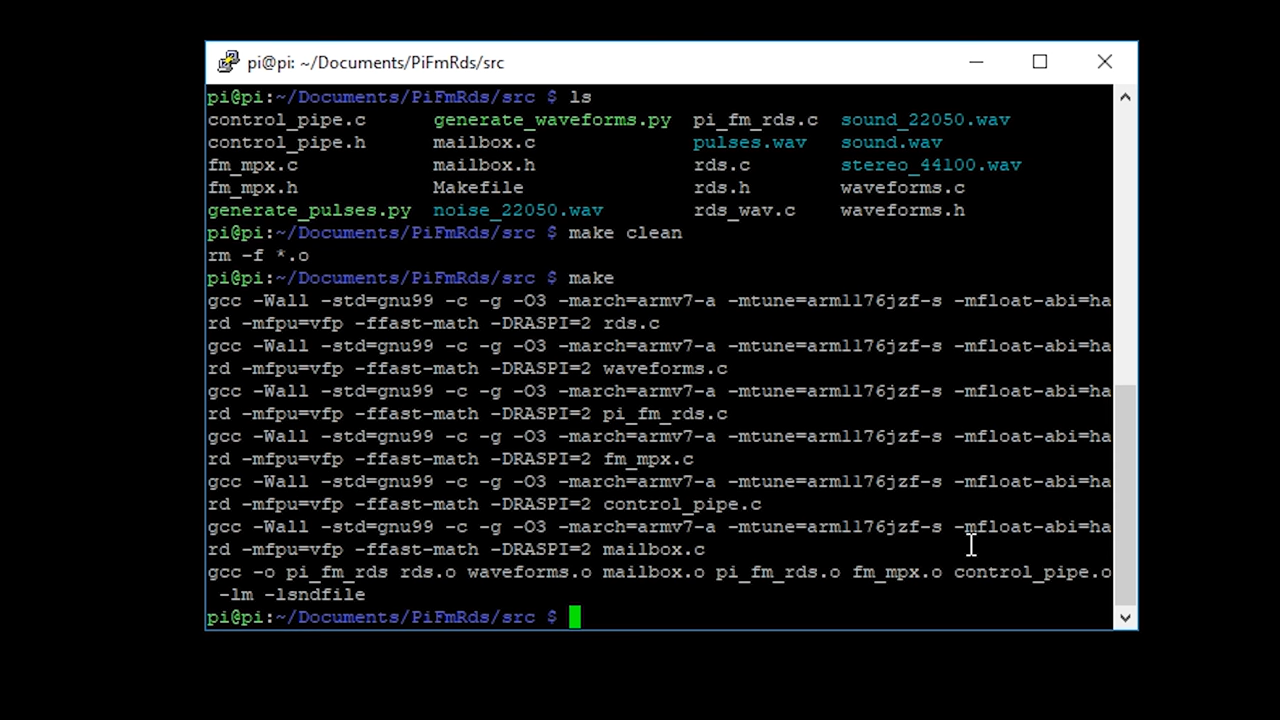 pi@pi: ~/Documents/PiFmRds/src
pi@pi:~/Documents/PiFmRds/src $ ls
control_pipe.c generate_waveforms.py pi_fm_rds.c sound_22050.wav
control_pipe.h mailbox.c pulses.wav sound.wav
fm_mpx.c mailbox.h rds.c stereo_44100.wav
fm_mpx.h Makefile rds.h waveforms.c
generate_pulses.py noise_22050.wav rds_wav.c waveforms.h
pi@pi:~/Documents/PiFmRds/src $ make clean
rm -f *.o
pi@pi:~/Documents/PiFmRds/src $ make
gcc -Wall -std=gnu99 -c -g -O3 -march=armv7-a -mtune=arm1176jzf-s -mfloat-abi=ha
rd -mfpu=vfp -ffast-math -DRASPI=2 rds.c
gcc -Wall -std=gnu99 -c -g -O3 -march=armv7-a -mtune=arm1176jzf-s -mfloat-abi=ha
rd -mfpu=vfp -ffast-math -DRASPI=2 waveforms.c
gcc -Wall -std=gnu99 -c -g -O3 -march=armv7-a -mtune=arm1176jzf-s -mfloat-abi=ha
rd -mfpu=vfp -ffast-math -DRASPI=2 pi_fm_rds.c
gcc -Wall -std=gnu99 -c -g -O3 -march=armv7-a -mtune=arm1176jzf-s -mfloat-abi=ha
rd -mfpu=vfp -ffast-math -DRASPI=2 fm_mpx.c
gcc -Wall -std=gnu99 -c -g -O3 -march=armv7-a -mtune=arm1176jzf-s -mfloat-abi=ha
rd -mfpu=vfp -ffast-math -DRASPI=2 control_pipe.c
gcc -Wall -std=gnu99 -c -g -O3 -march=armv7-a -mtune=arm1176jzf-s -mfloat-abi=ha
rd -mfpu=vfp -ffast-math -DRASPI=2 mailbox.c
gcc -o pi_fm_rds rds.o waveforms.o mailbox.o pi_fm_rds.o fm_mpx.o control_pipe.o
-lm -lsndfile
pi@pi:~/Documents/PiFmRds/src $